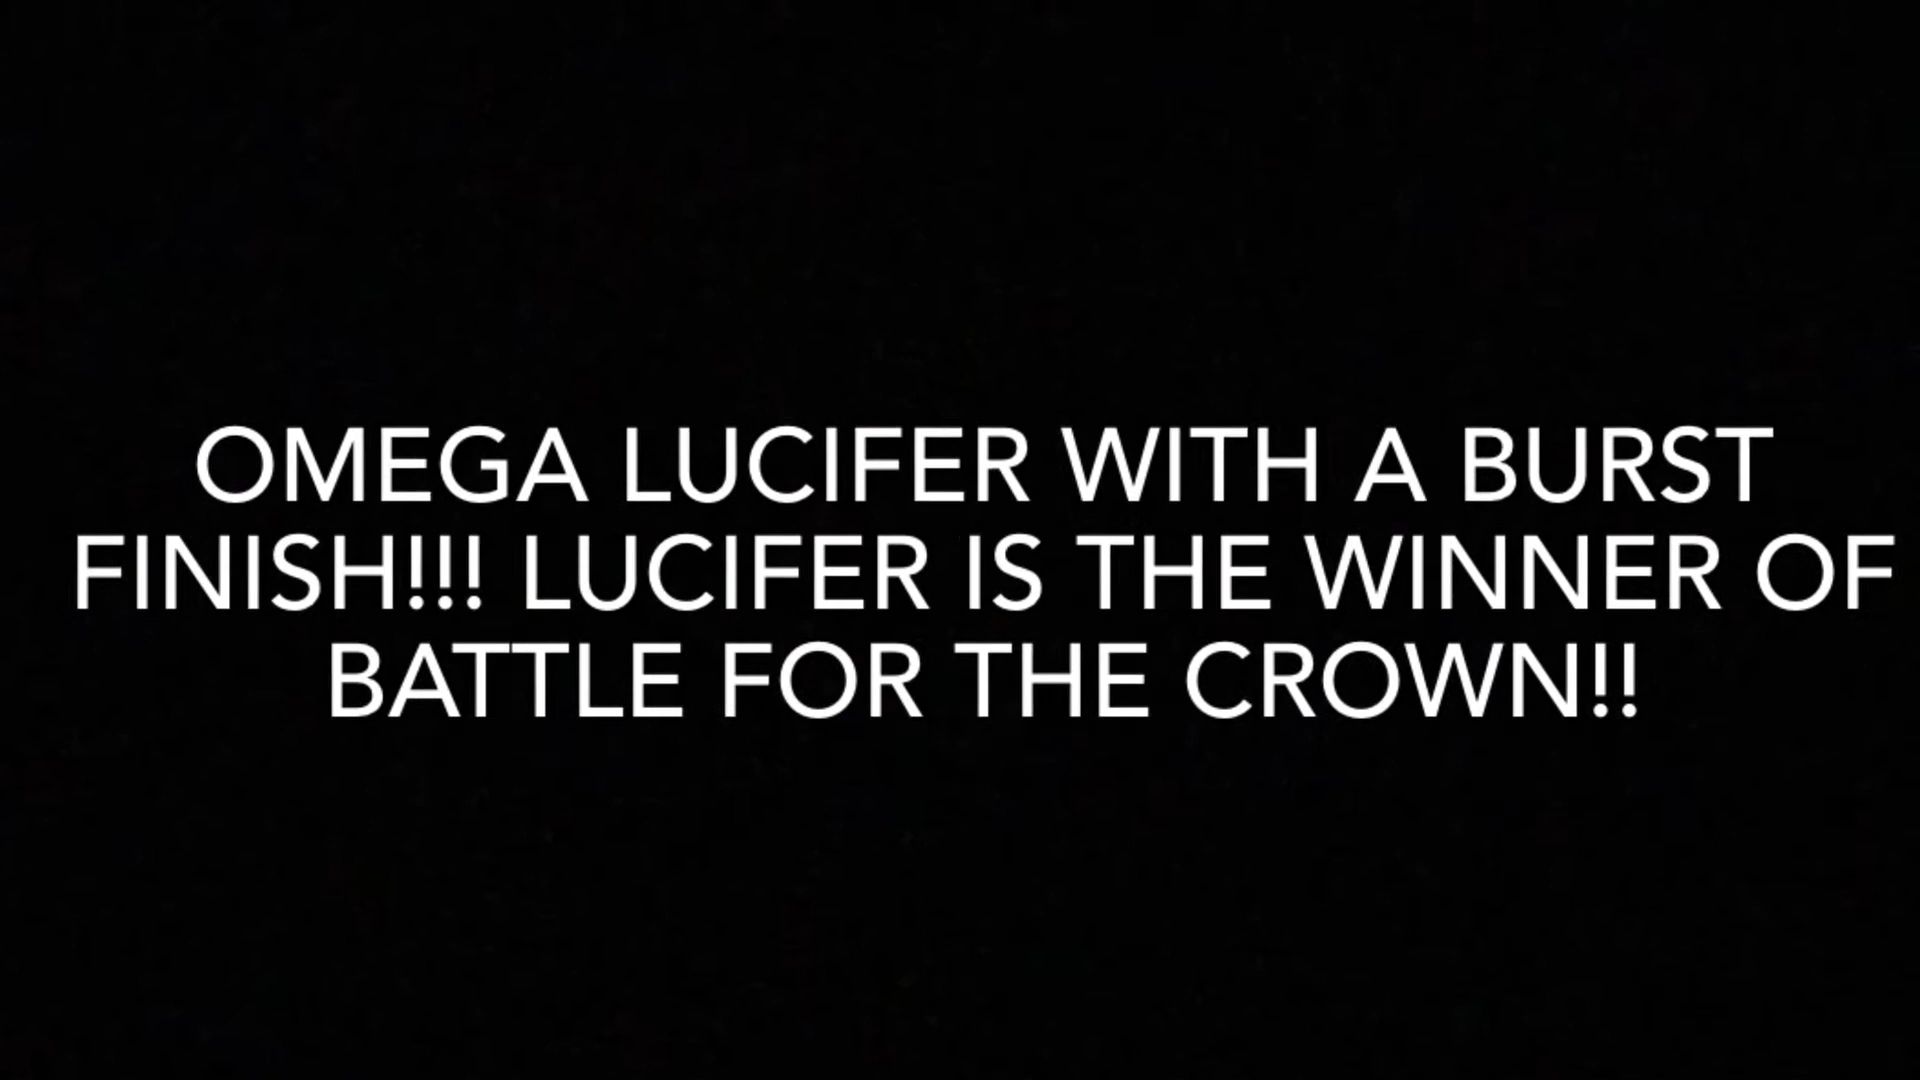 OMEGA LUCIFER WITH A BURST
FINISH!!! LUCIFER IS THE WINNER OF
BATTLE FOR THE CROWN!!